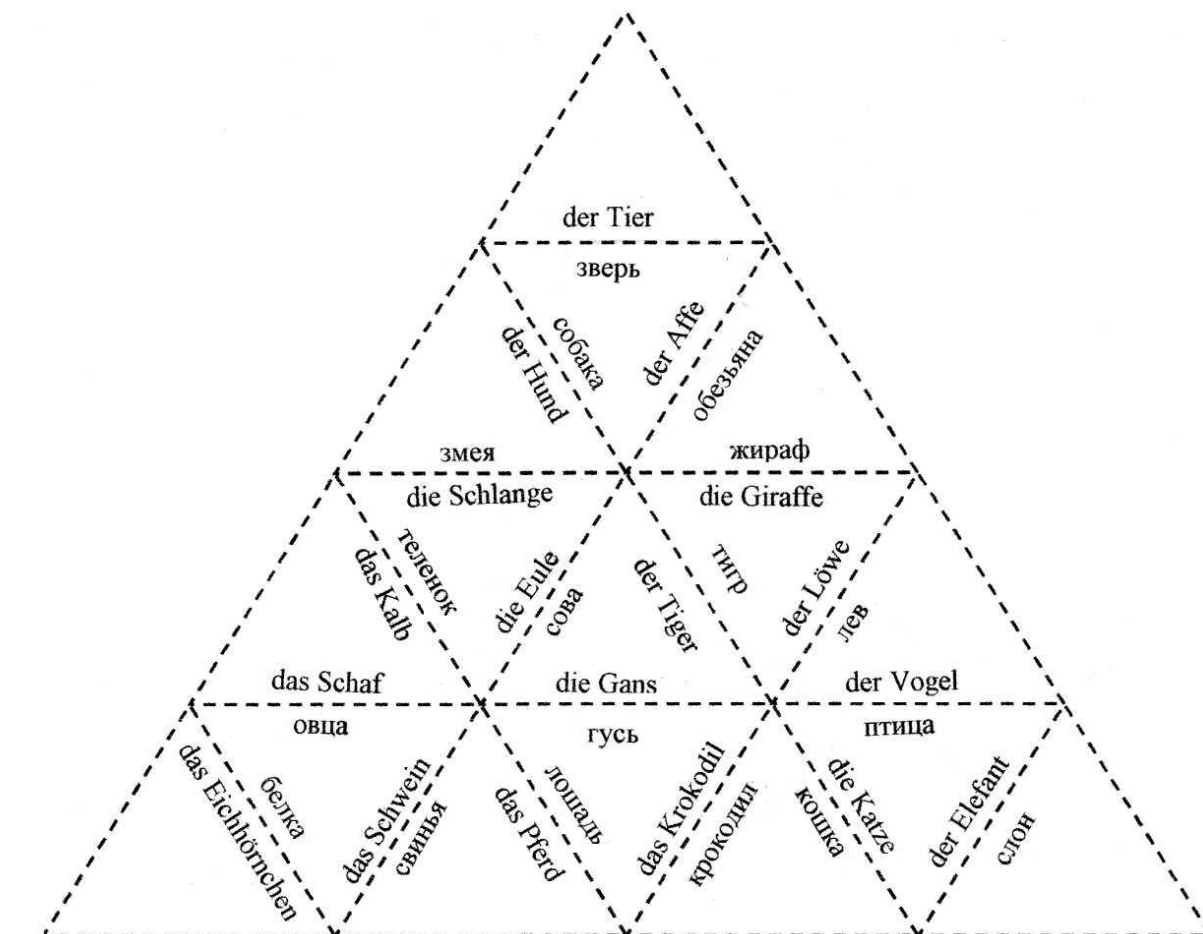 der Tier
зверь
der Hund
собака
der Affe
обезьяна
змея
die Schlange
жираф
die Giraffe
das Kalb
теленок
die Eule
сова
der Tiger
тигр
der Löwe
лев
das Schaf
овца
die Gans
гусь
der Vogel
птица
das Eichhörnchen
белка
das Schwein
свинья
das Pferd
лошадь
das Krokodil
крокодил
кошка
die Katze
der Elefant
слон